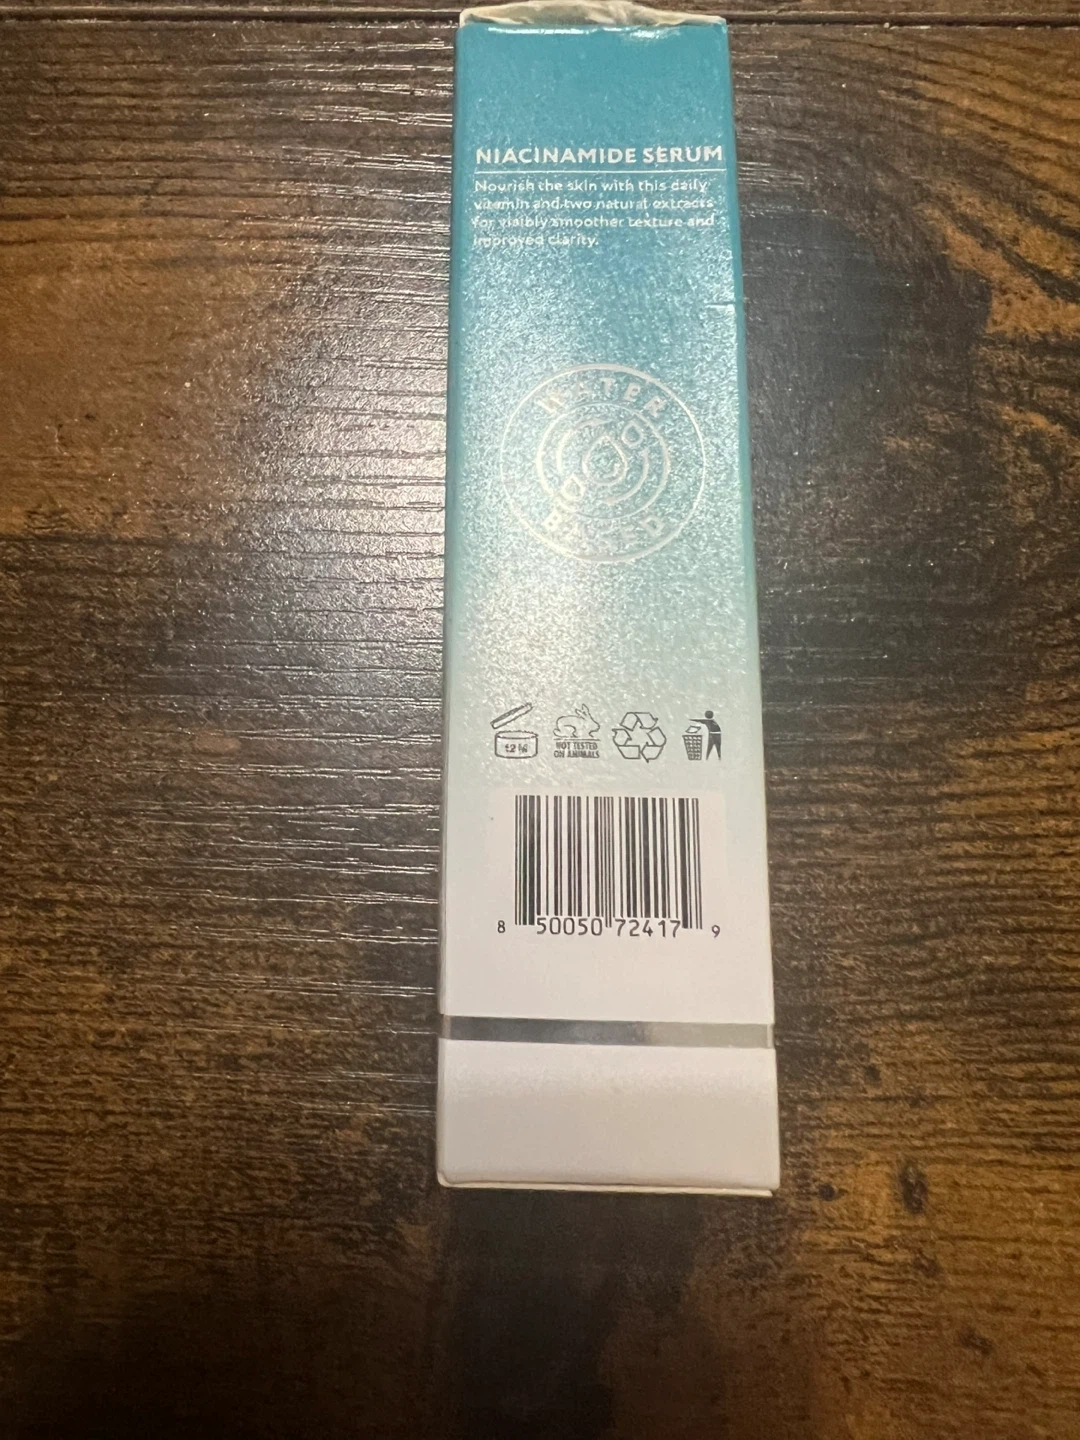 NIACINAMIDE SERUM
Nourish the skin with this daily
vitamin and two natural extracts
for visibly smoother texture and
improved clarity.
WATER
BASED
12 M
NOT TESTED
ON ANIMALS
8 50050 72417 9